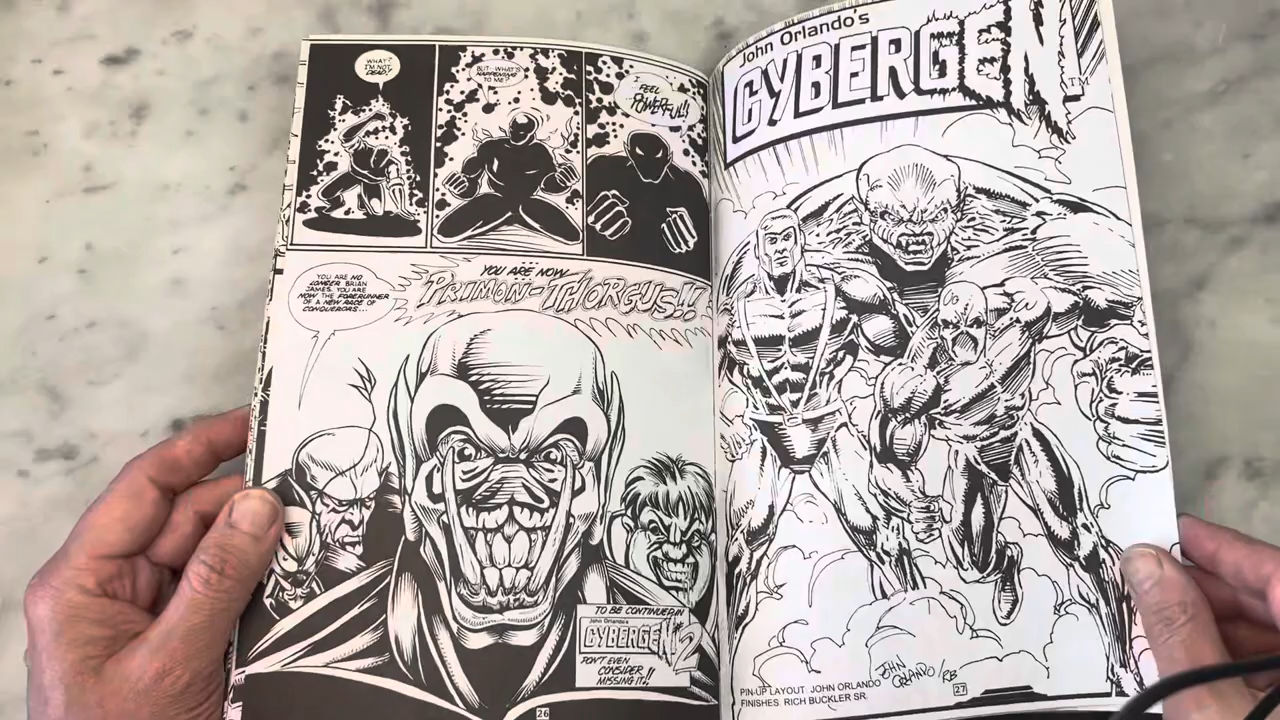 WHAT?
I'M NOT
DEAD?
BUT WHAT'S
HAPPENING
TO ME?
I
FEEL
POWERFUL!!
YOU ARE NO
LONGER BRIAN
JAMES. YOU ARE
NOW THE FORERUNNER
OF A NEW RACE OF
CONQUERORS...
YOU ARE NOW...
PRIMON-THORGUS!!
TO BE CONTINUED IN
John Orlando's
CYBERGEN
#2
DON'T EVEN
CONSIDER
MISSING IT!!
26
John Orlando's
CYBERGEN
TM
JOHN
ORLANDO/RB
PIN-UP LAYOUT: JOHN ORLANDO
FINISHES: RICH BUCKLER SR.
27